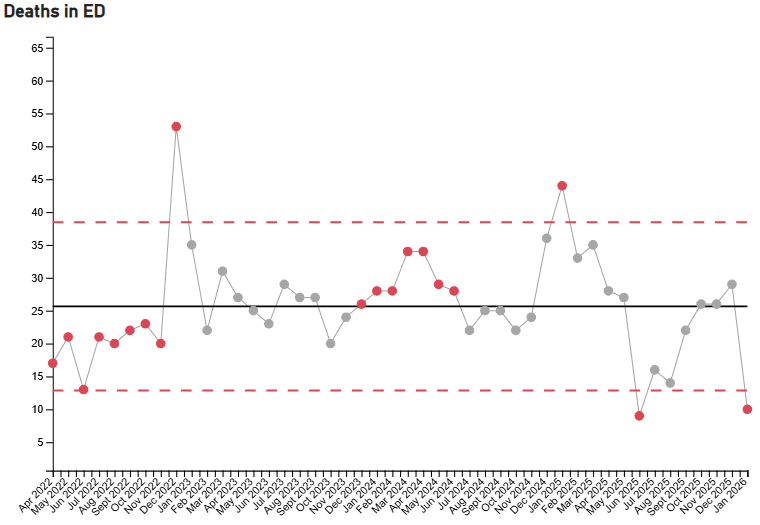 Deaths in ED
65
60
55
50
45
40
35
30
25
20
15
10
5
Apr 2022
May 2022
Jun 2022
Jul 2022
Aug 2022
Sept 2022
Oct 2022
Nov 2022
Dec 2022
Jan 2023
Feb 2023
Mar 2023
Apr 2023
May 2023
Jun 2023
Jul 2023
Aug 2023
Sept 2023
Oct 2023
Nov 2023
Dec 2023
Jan 2024
Feb 2024
Mar 2024
Apr 2024
May 2024
Jun 2024
Jul 2024
Aug 2024
Sept 2024
Oct 2024
Nov 2024
Dec 2024
Jan 2025
Feb 2025
Mar 2025
Apr 2025
May 2025
Jun 2025
Jul 2025
Aug 2025
Sept 2025
Oct 2025
Nov 2025
Dec 2025
Jan 2026